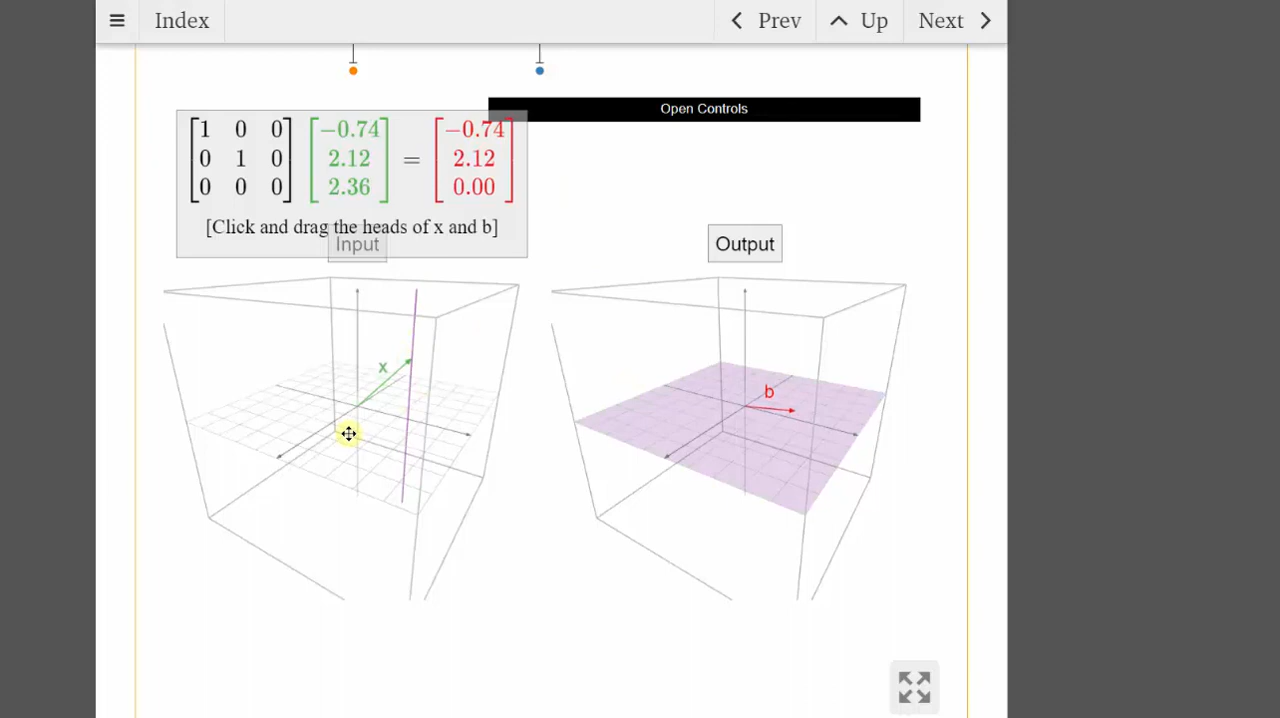 Index Prev Up Next
Open Controls
[1 0 0; 0 1 0; 0 0 0] [−0.74; 2.12; 2.36] = [−0.74; 2.12; 0.00]
[Click and drag the heads of x and b]
Input Output
x b